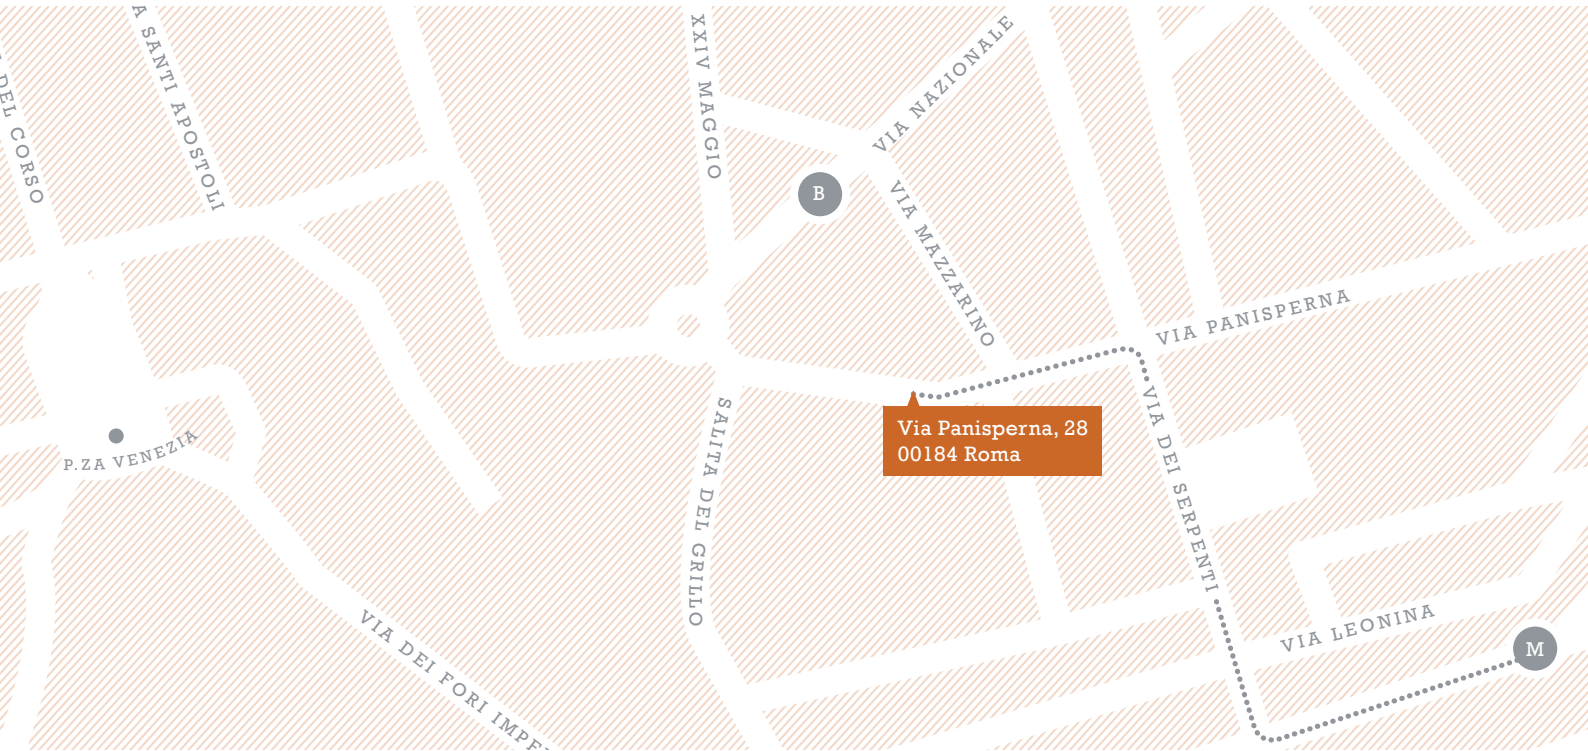 A SANTI APOSTOLI
DEL CORSO
XXIV MAGGIO
VIA NAZIONALE
B
VIA MAZZARINO
VIA PANISPERNA
Via Panisperna, 28
00184 Roma
P.ZA VENEZIA
SALITA DEL GRILLO
VIA DEI SERPENTI
VIA LEONINA
M
VIA DEI FORI IMPE